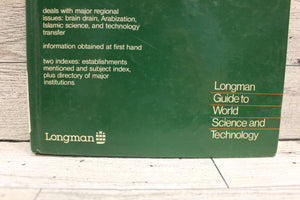 deals with major regional
issues: brain drain, Arabization,
Islamic science, and technology
transfer
information obtained at first hand
two indexes: establishments
mentioned and subject index,
plus directory of major
institutions
Longman
Longman
Guide to
World
Science and
Technology